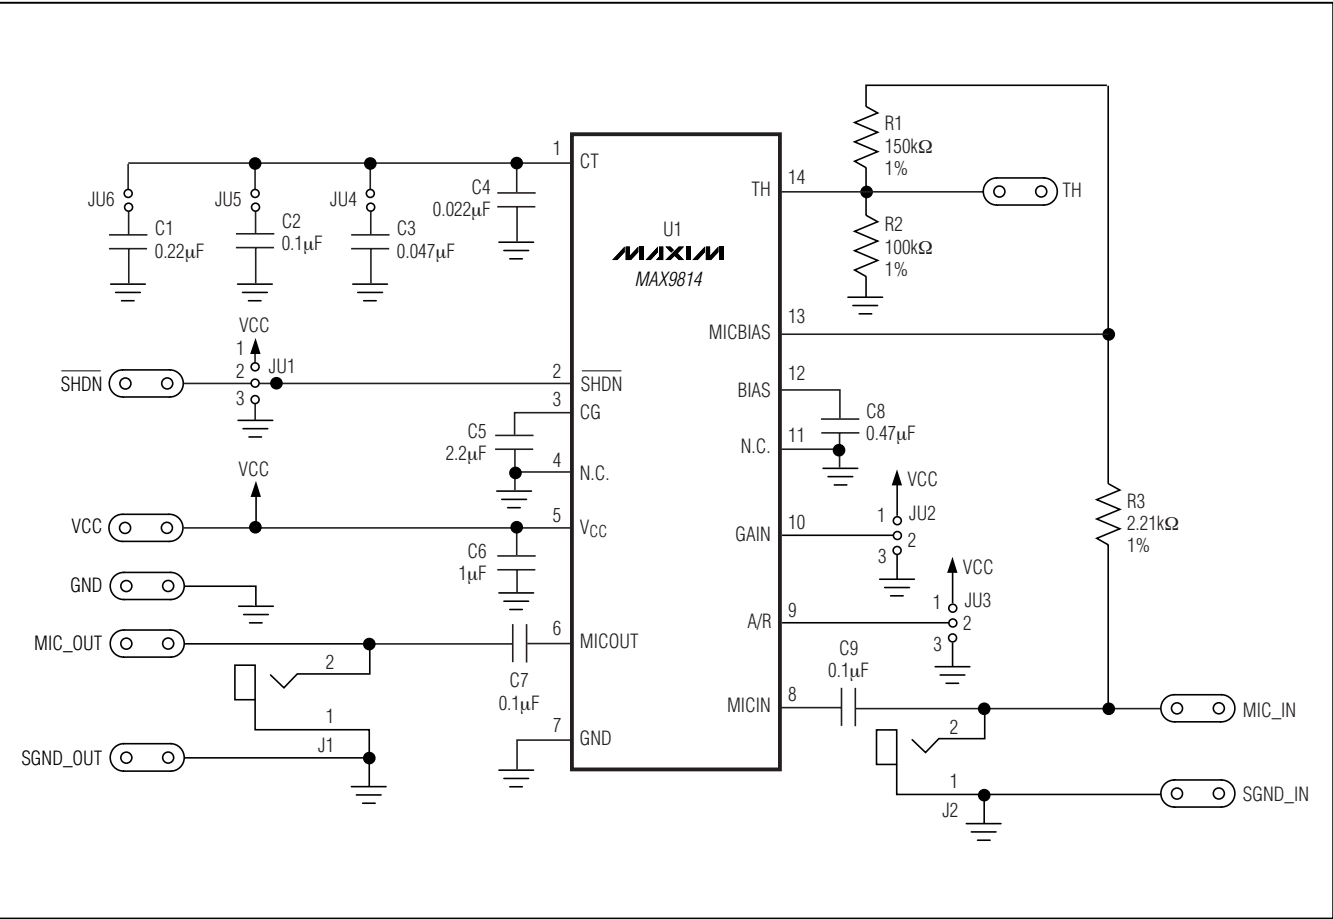 U1
MAXIM
MAX9814
1
CT
2
SHDN
3
CG
4
N.C.
5
VCC
6
MICOUT
7
GND
14
TH
13
MICBIAS
12
BIAS
11
N.C.
10
GAIN
9
A/R
8
MICIN
JU6
C1
0.22µF
JU5
C2
0.1µF
JU4
C3
0.047µF
C4
0.022µF
VCC
1
2
3
JU1
SHDN
C5
2.2µF
VCC
VCC
C6
1µF
GND
MIC_OUT
2
C7
0.1µF
1
J1
SGND_OUT
R1
150kΩ
1%
TH
R2
100kΩ
1%
C8
0.47µF
VCC
1
JU2
2
3
VCC
1
JU3
2
3
R3
2.21kΩ
1%
C9
0.1µF
2
MIC_IN
1
J2
SGND_IN